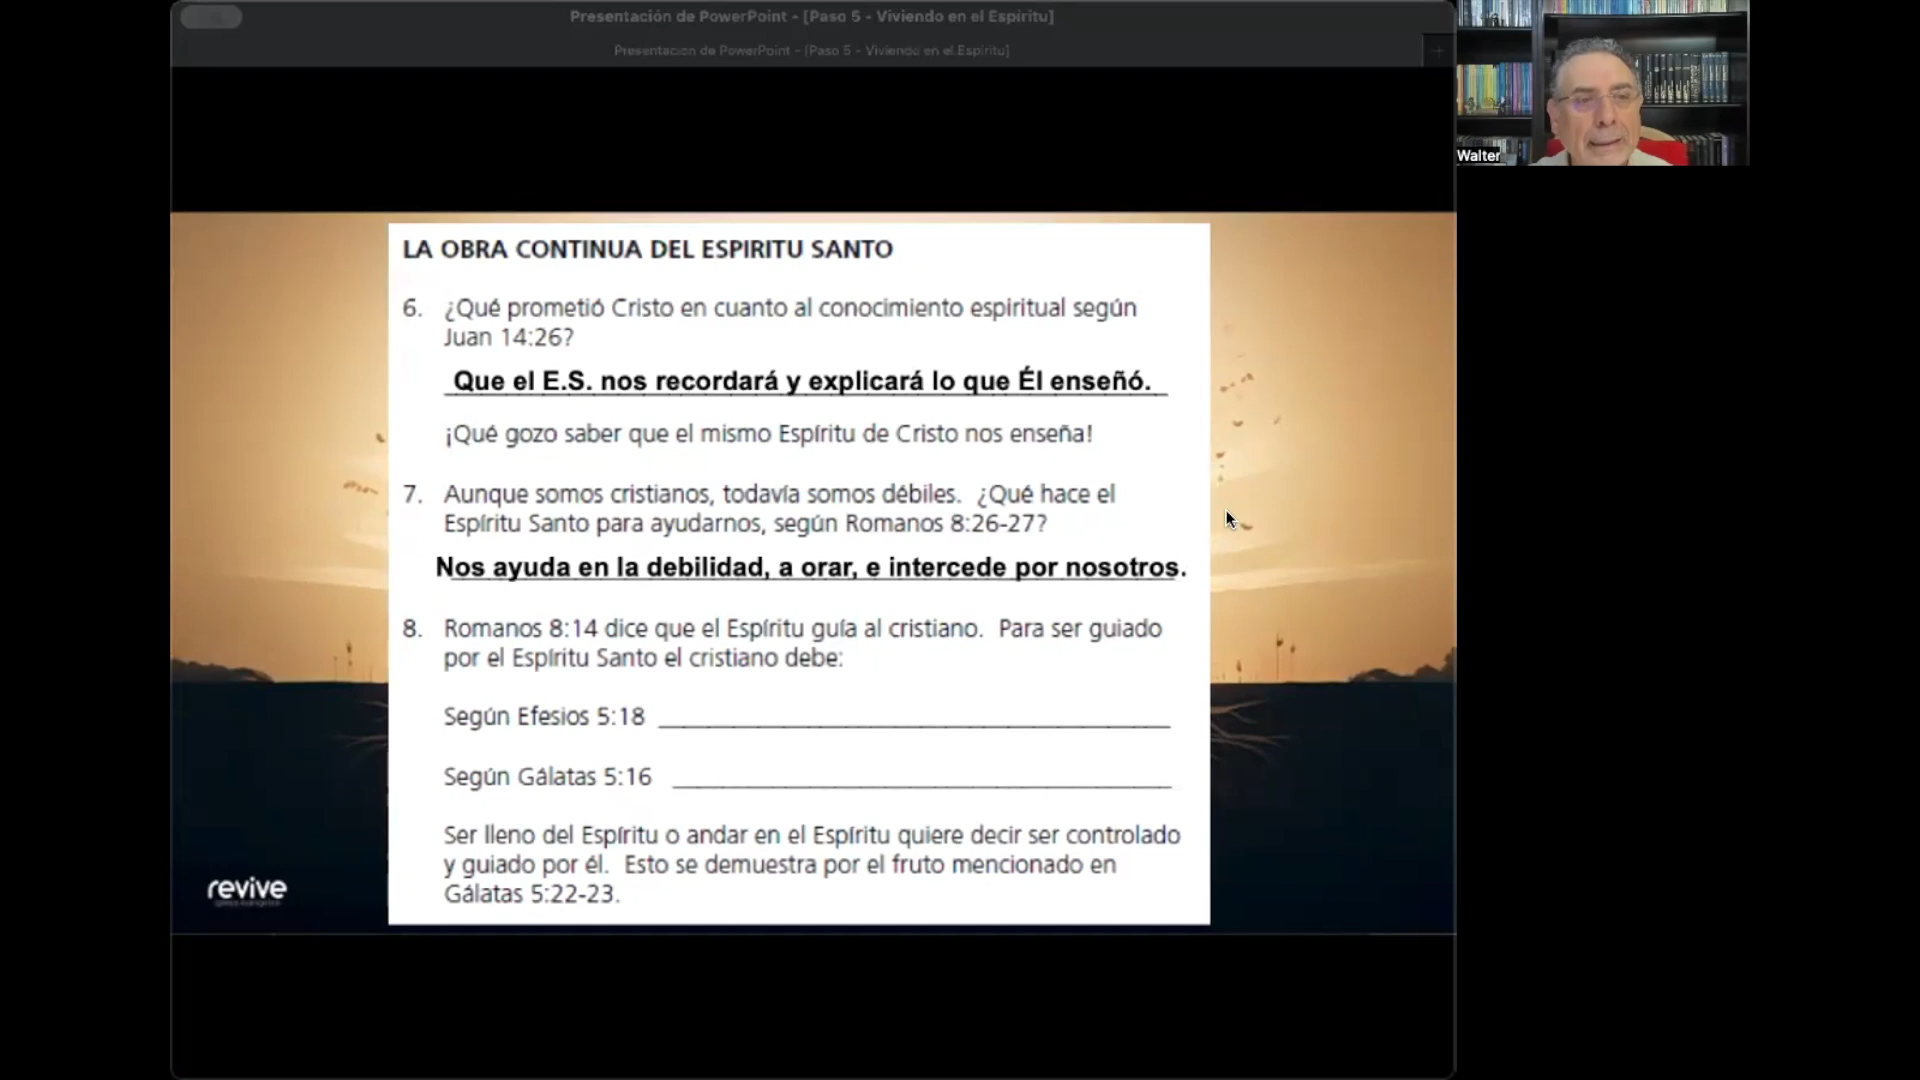 Presentación de PowerPoint - [Paso 5 - Viviendo en el Espíritu]
Presentación de PowerPoint - [Paso 5 - Viviendo en el Espíritu]
Walter
LA OBRA CONTINUA DEL ESPIRITU SANTO
6. ¿Qué prometió Cristo en cuanto al conocimiento espiritual según
Juan 14:26?
Que el E.S. nos recordará y explicará lo que Él enseñó.
¡Qué gozo saber que el mismo Espíritu de Cristo nos enseña!
7. Aunque somos cristianos, todavía somos débiles. ¿Qué hace el
Espíritu Santo para ayudarnos, según Romanos 8:26-27?
Nos ayuda en la debilidad, a orar, e intercede por nosotros.
8. Romanos 8:14 dice que el Espíritu guía al cristiano. Para ser guiado
por el Espíritu Santo el cristiano debe:
Según Efesios 5:18
Según Gálatas 5:16
Ser lleno del Espíritu o andar en el Espíritu quiere decir ser controlado
y guiado por él. Esto se demuestra por el fruto mencionado en
Gálatas 5:22-23.
revive